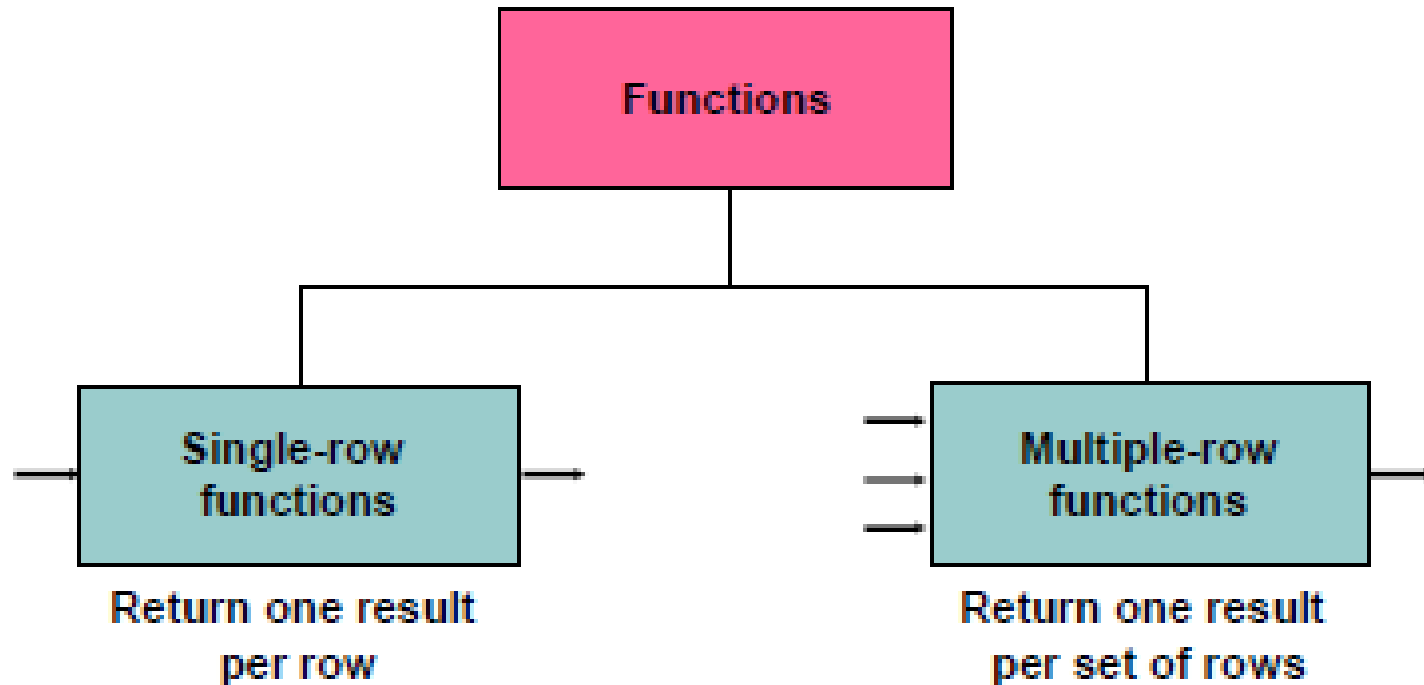 Functions
Single-row
functions
Return one result
per row
Multiple-row
functions
Return one result
per set of rows